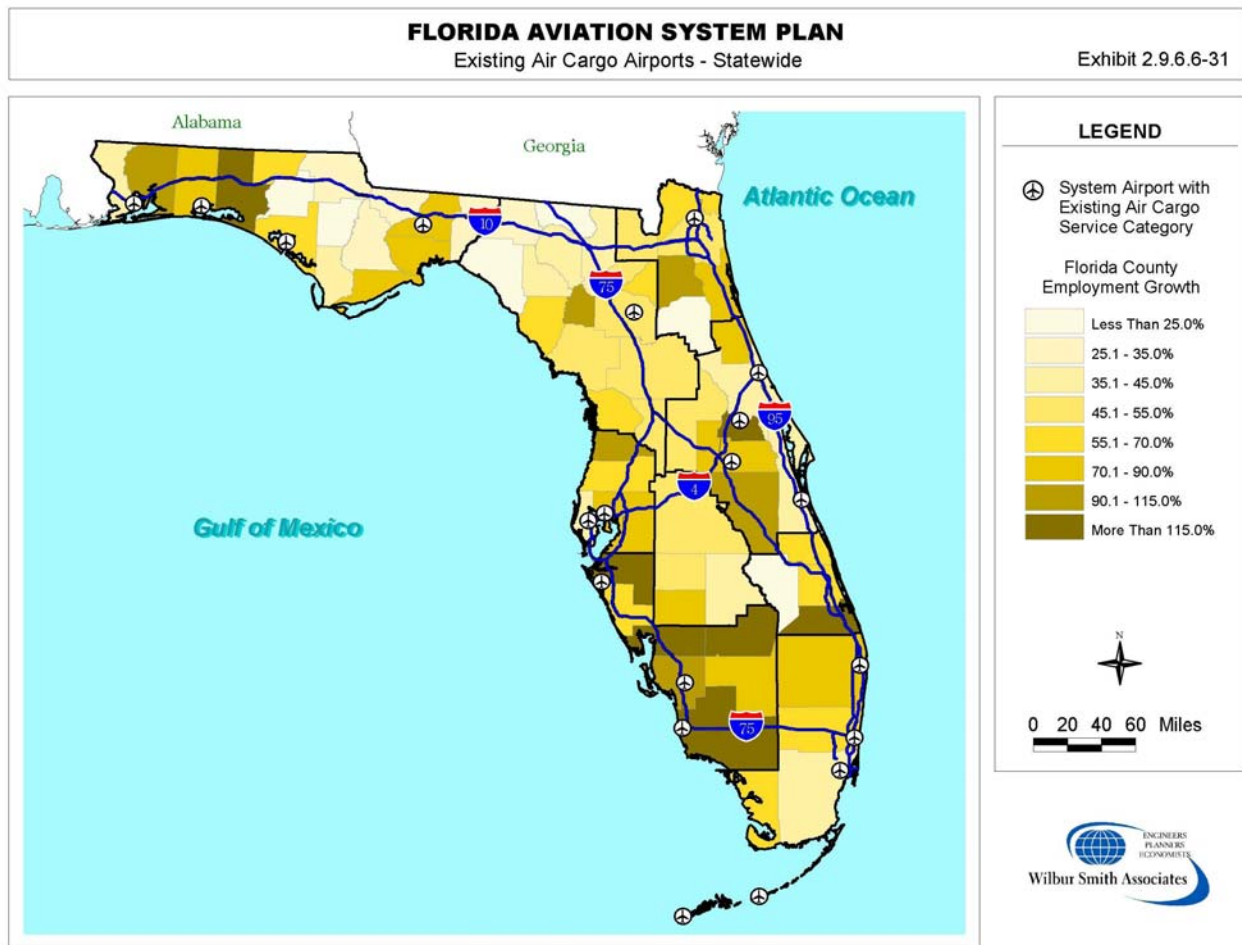 FLORIDA AVIATION SYSTEM PLAN
Existing Air Cargo Airports - Statewide
Exhibit 2.9.6.6-31
Alabama
Georgia
Atlantic Ocean
10
75
95
4
Gulf of Mexico
75
LEGEND
System Airport with
Existing Air Cargo
Service Category
Florida County
Employment Growth
Less Than 25.0%
25.1 - 35.0%
35.1 - 45.0%
45.1 - 55.0%
55.1 - 70.0%
70.1 - 90.0%
90.1 - 115.0%
More Than 115.0%
N
0 20 40 60 Miles
ENGINEERS
PLANNERS
ECONOMISTS
Wilbur Smith Associates